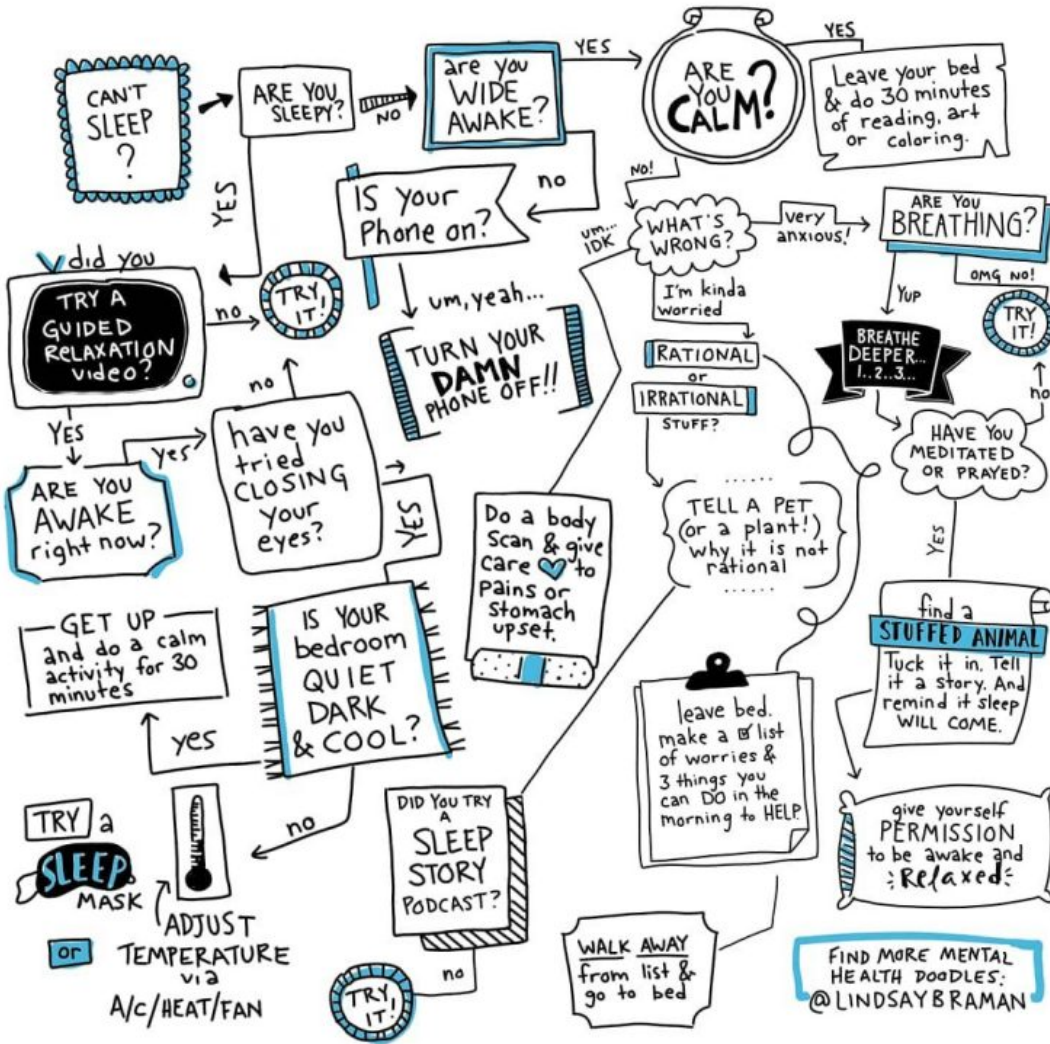 CAN'T
SLEEP
?
ARE YOU
SLEEPY?
NO
YES
are you
WIDE
AWAKE?
YES
no
ARE
YOU
CALM?
YES
Leave your bed
& do 30 minutes
of reading, art
or coloring.
NO!
IS your
Phone on?
um, yeah...
TURN YOUR
DAMN
PHONE OFF!!
did you
TRY A
GUIDED
RELAXATION
video?
no
TRY
IT!
YES
ARE YOU
AWAKE
right now?
yes
have you
tried
CLOSING
your
eyes?
no
YES
IS YOUR
bedroom
QUIET
DARK
& COOL?
yes
GET UP
and do a calm
activity for 30
minutes
no
TRY a
SLEEP
MASK
or
ADJUST
TEMPERATURE
via
A/C/HEAT/FAN
WHAT'S
WRONG?
um...
IDK
Do a body
Scan & give
care to
Pains or
Stomach
upset.
I'm kinda
worried
RATIONAL
or
IRRATIONAL
STUFF?
TELL A PET
(or a plant!)
why it is not
rational
DID YOU TRY
A
SLEEP
STORY
PODCAST?
no
TRY
IT!
leave bed.
make a list
of worries &
3 things you
can DO in the
morning to HELP.
WALK AWAY
from list &
go to bed
very
anxious!
ARE YOU
BREATHING?
OMG NO!
TRY
IT!
YUP
BREATHE
DEEPER...
1..2..3...
HAVE YOU
MEDITATED
OR PRAYED?
no
YES
find a
STUFFED ANIMAL
Tuck it in. Tell
it a story. And
remind it sleep
WILL COME.
give yourself
PERMISSION
to be awake and
Relaxed
FIND MORE MENTAL
HEALTH DOODLES:
@LINDSAYBRAMAN